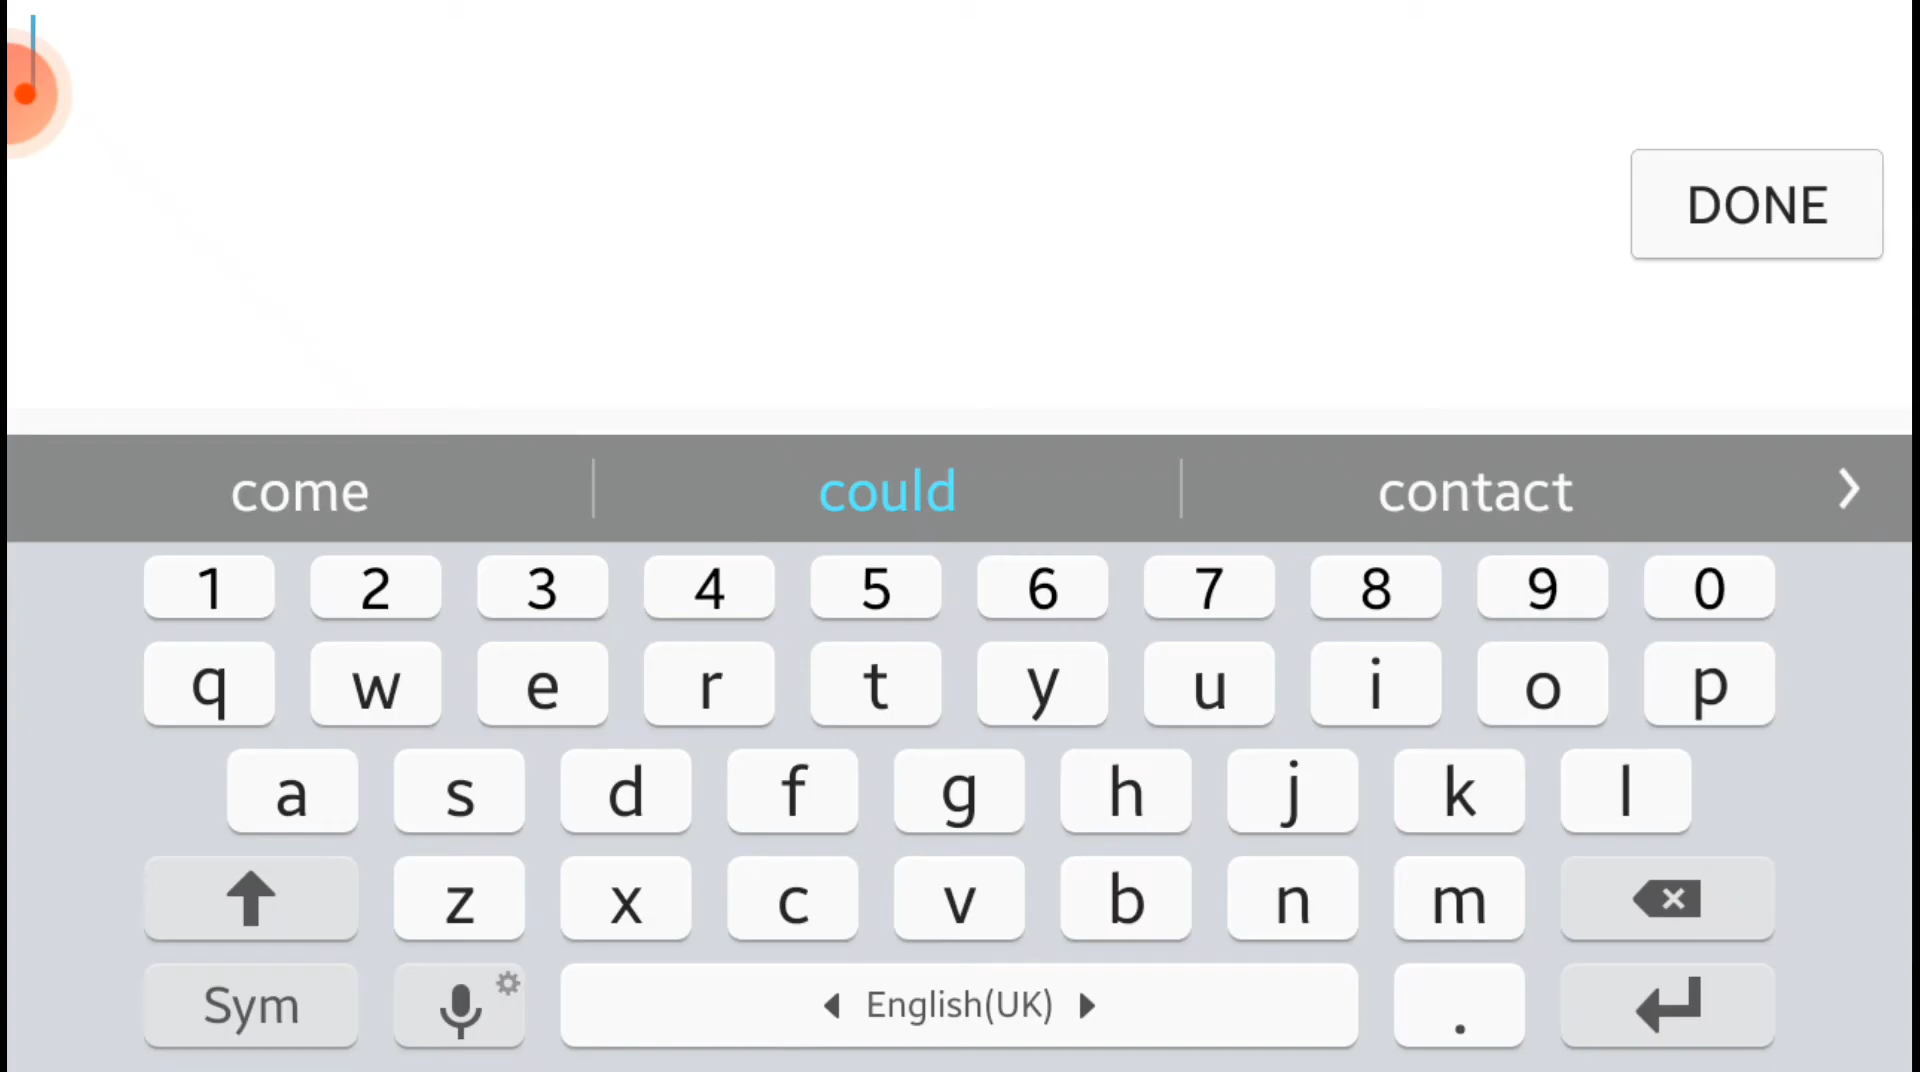 DONE
come could contact
1 2 3 4 5 6 7 8 9 0
q w e r t y u i o p
a s d f g h j k l
z x c v b n m
Sym English(UK) .